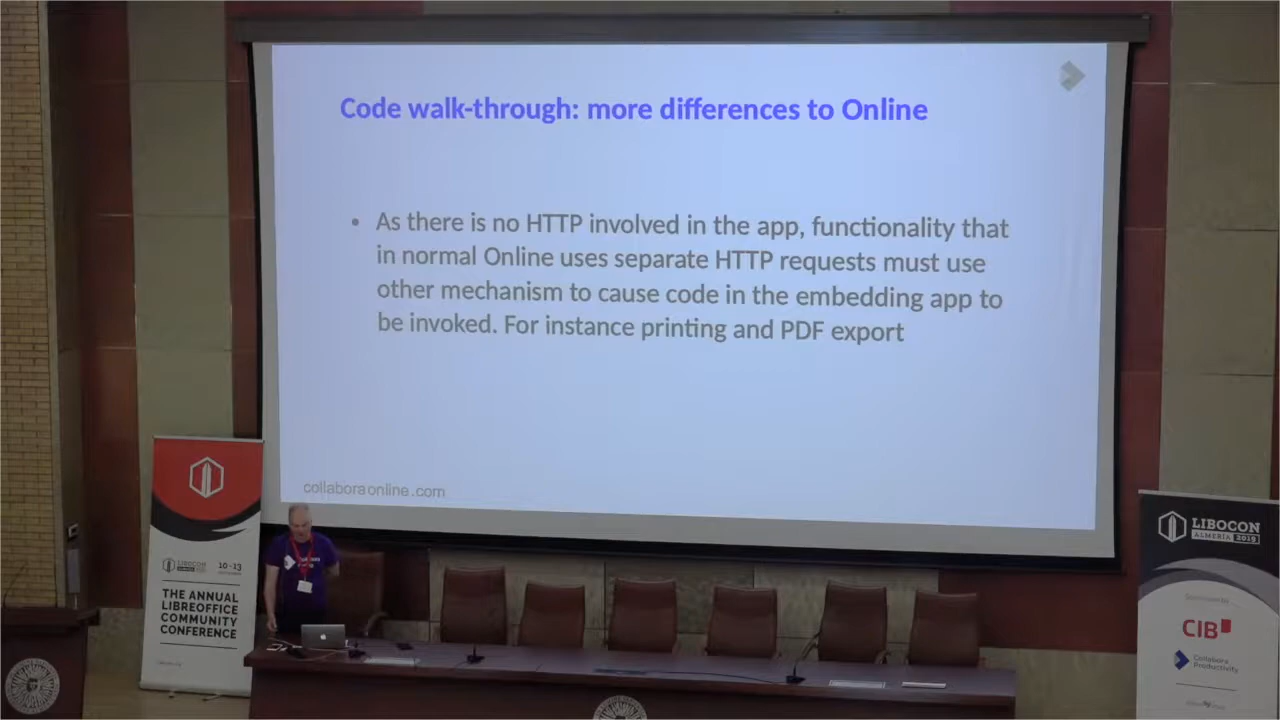 Code walk-through: more differences to Online
• As there is no HTTP involved in the app, functionality that
in normal Online uses separate HTTP requests must use
other mechanism to cause code in the embedding app to
be invoked. For instance printing and PDF export
collaboraonline.com
LIBOCON
10-13
THE ANNUAL
LIBREOFFICE
COMMUNITY
CONFERENCE
LIBOCON
ALMERÍA 2019
CIB
Collabora
Productivity